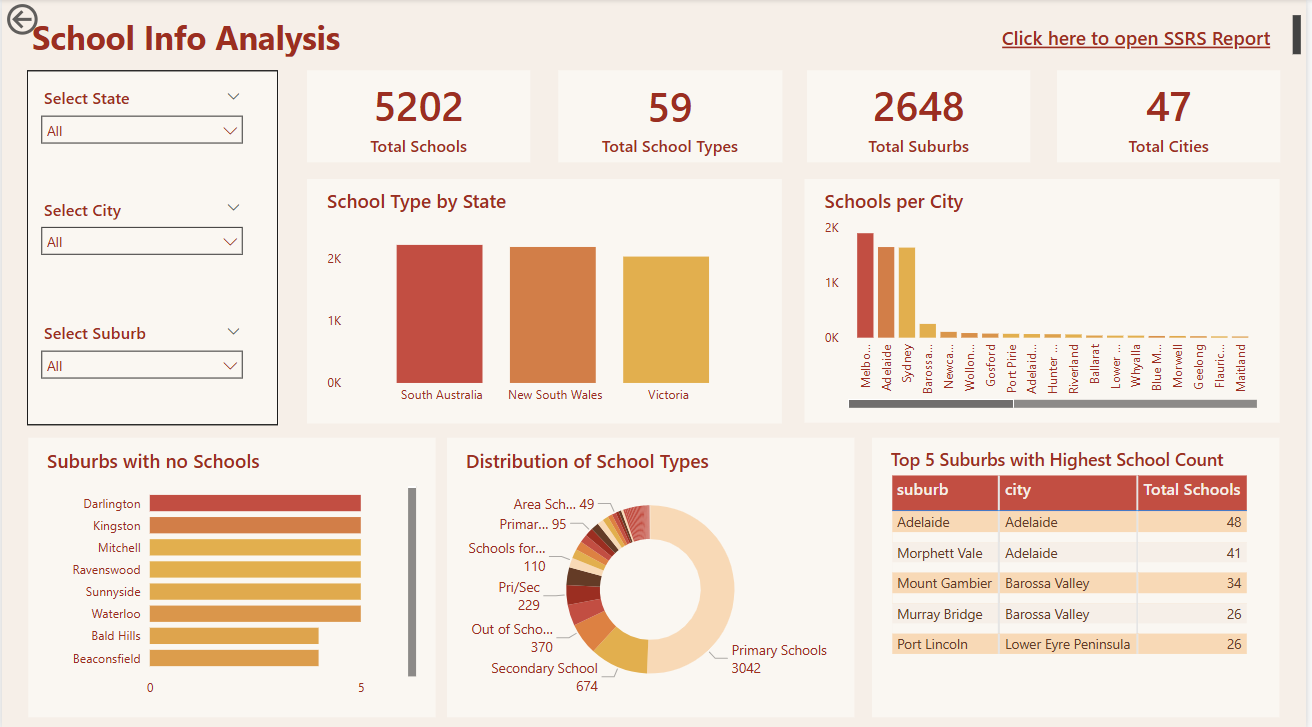 School Info Analysis
Click here to open SSRS Report
Select State
All
Select City
All
Select Suburb
All
5202
Total Schools
59
Total School Types
2648
Total Suburbs
47
Total Cities
School Type by State
2K
1K
0K
South Australia
New South Wales
Victoria
Schools per City
2K
1K
0K
Melbo...
Adelaide
Sydney
Barossa...
Newca...
Wollon...
Gosford
Port Pirie
Adelaid...
Hunter ...
Riverland
Ballarat
Lower ...
Whyalla
Blue M...
Morwell
Geelong
Flauric...
Maitland
Suburbs with no Schools
Darlington
Kingston
Mitchell
Ravenswood
Sunnyside
Waterloo
Bald Hills
Beaconsfield
0 5
Distribution of School Types
Area Sch... 49
Primar... 95
Schools for...
110
Pri/Sec
229
Out of Scho...
370
Secondary School
674
Primary Schools
3042
Top 5 Suburbs with Highest School Count
suburb city Total Schools
Adelaide Adelaide 48
Morphett Vale Adelaide 41
Mount Gambier Barossa Valley 34
Murray Bridge Barossa Valley 26
Port Lincoln Lower Eyre Peninsula 26